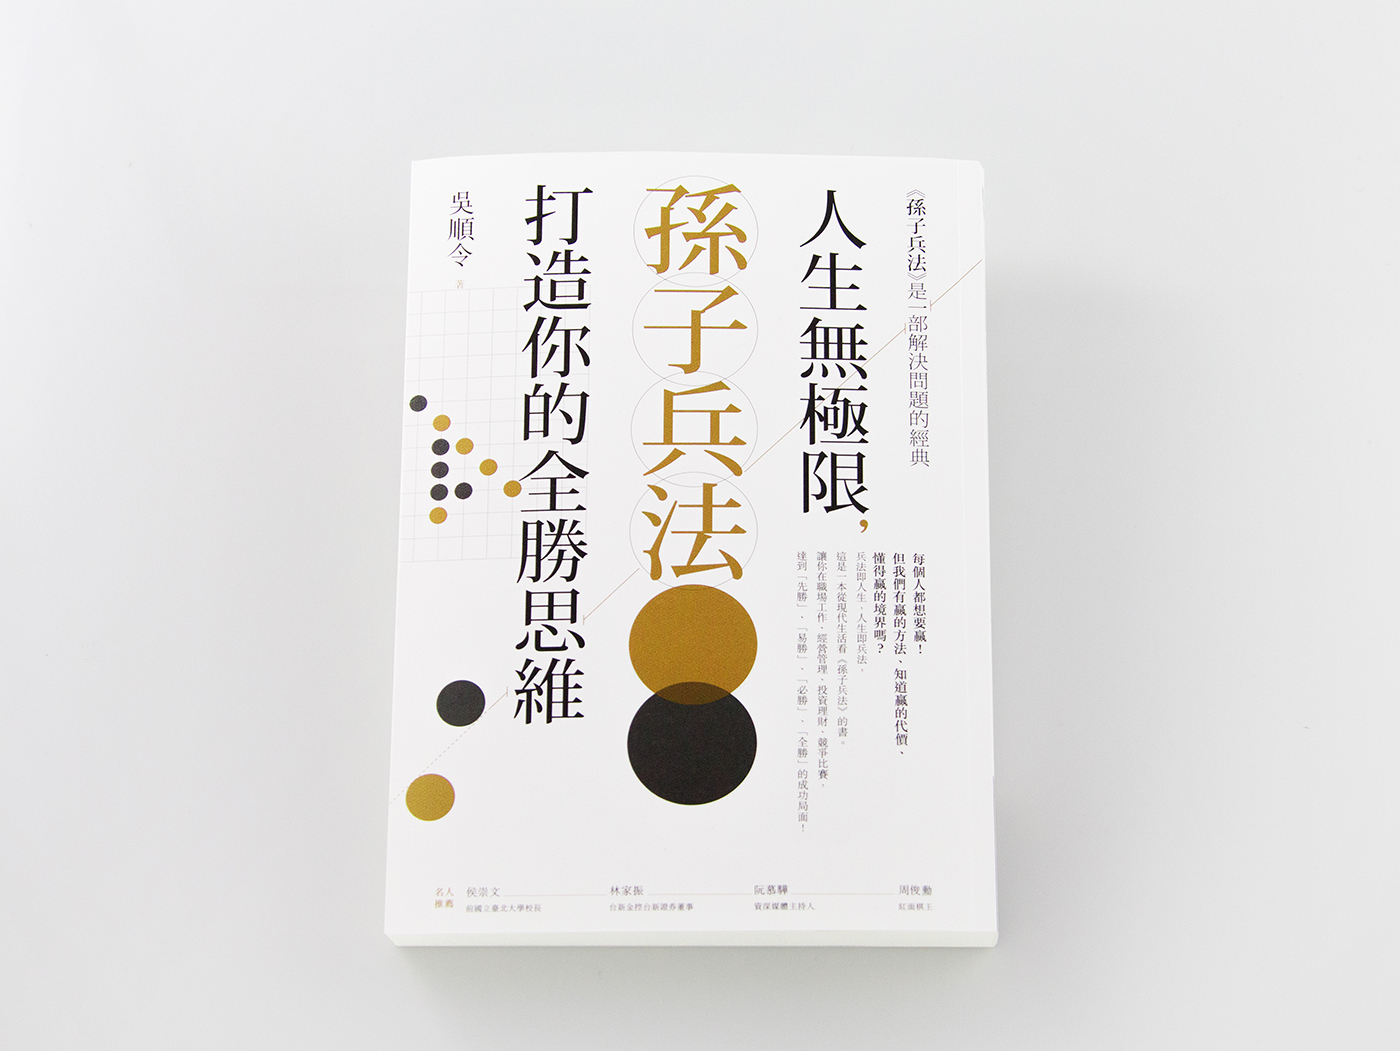 《孫子兵法》是一部解決問題的經典
人生無極限，
孫子兵法
打造你的全勝思維
吳順令 著
每個人都想要贏！
但我們有贏的方法、知道贏的代價、
懂得贏的境界嗎？
兵法即人生，人生即兵法，
這是一本從現代生活看《孫子兵法》的書。
讓你在職場工作、經營管理、投資理財、競爭比賽，
達到「先勝」、「易勝」、「必勝」、「全勝」的成功局面！
名人推薦
侯崇文
前國立臺北大學校長
林家振
台新金控台新證券董事
阮慕驊
資深媒體主持人
周俊勳
紅面棋王